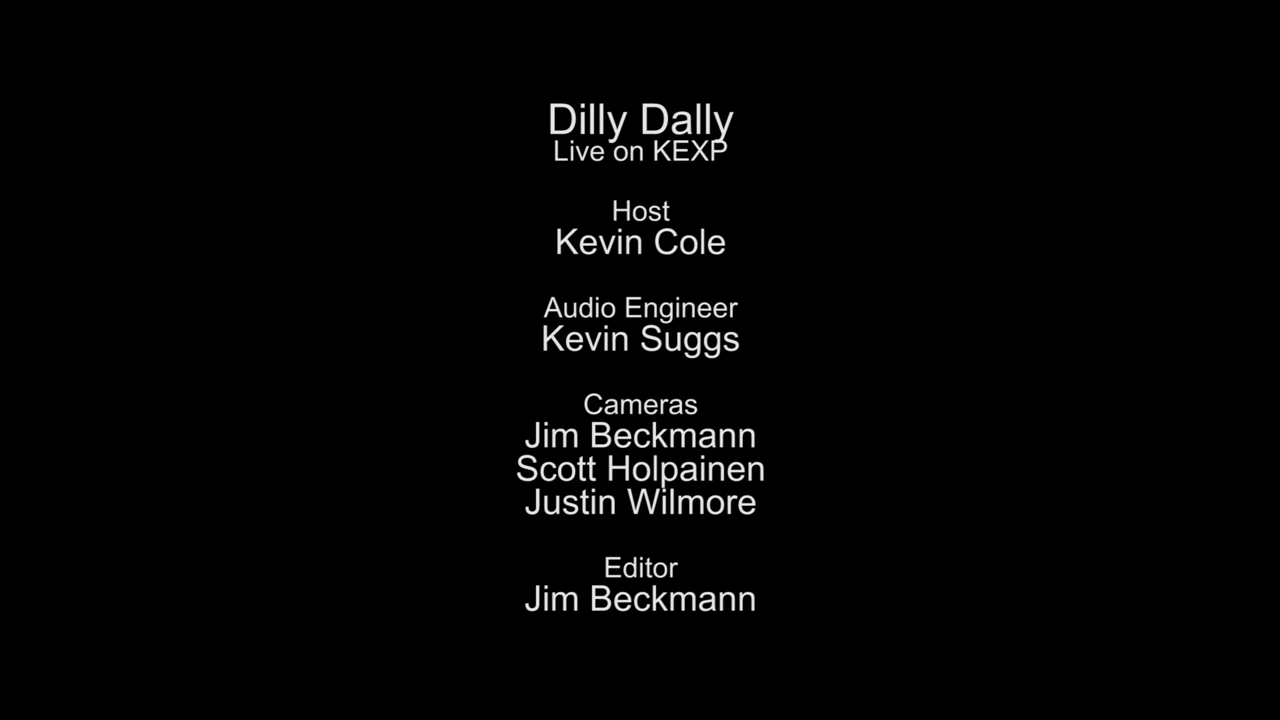 Dilly Dally
Live on KEXP
Host
Kevin Cole
Audio Engineer
Kevin Suggs
Cameras
Jim Beckmann
Scott Holpainen
Justin Wilmore
Editor
Jim Beckmann